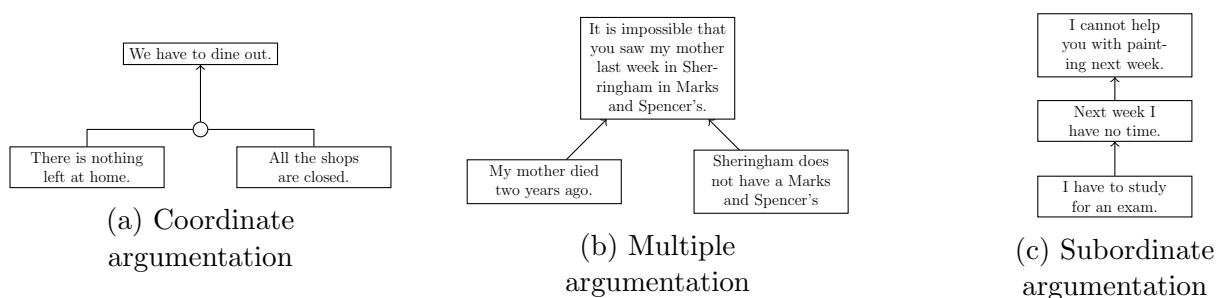 We have to dine out.
There is nothing
left at home.
All the shops
are closed.
(a) Coordinate
argumentation
It is impossible that
you saw my mother
last week in Sher-
ringham in Marks
and Spencer's.
My mother died
two years ago.
Sheringham does
not have a Marks
and Spencer's
(b) Multiple
argumentation
I cannot help
you with paint-
ing next week.
Next week I
have no time.
I have to study
for an exam.
(c) Subordinate
argumentation